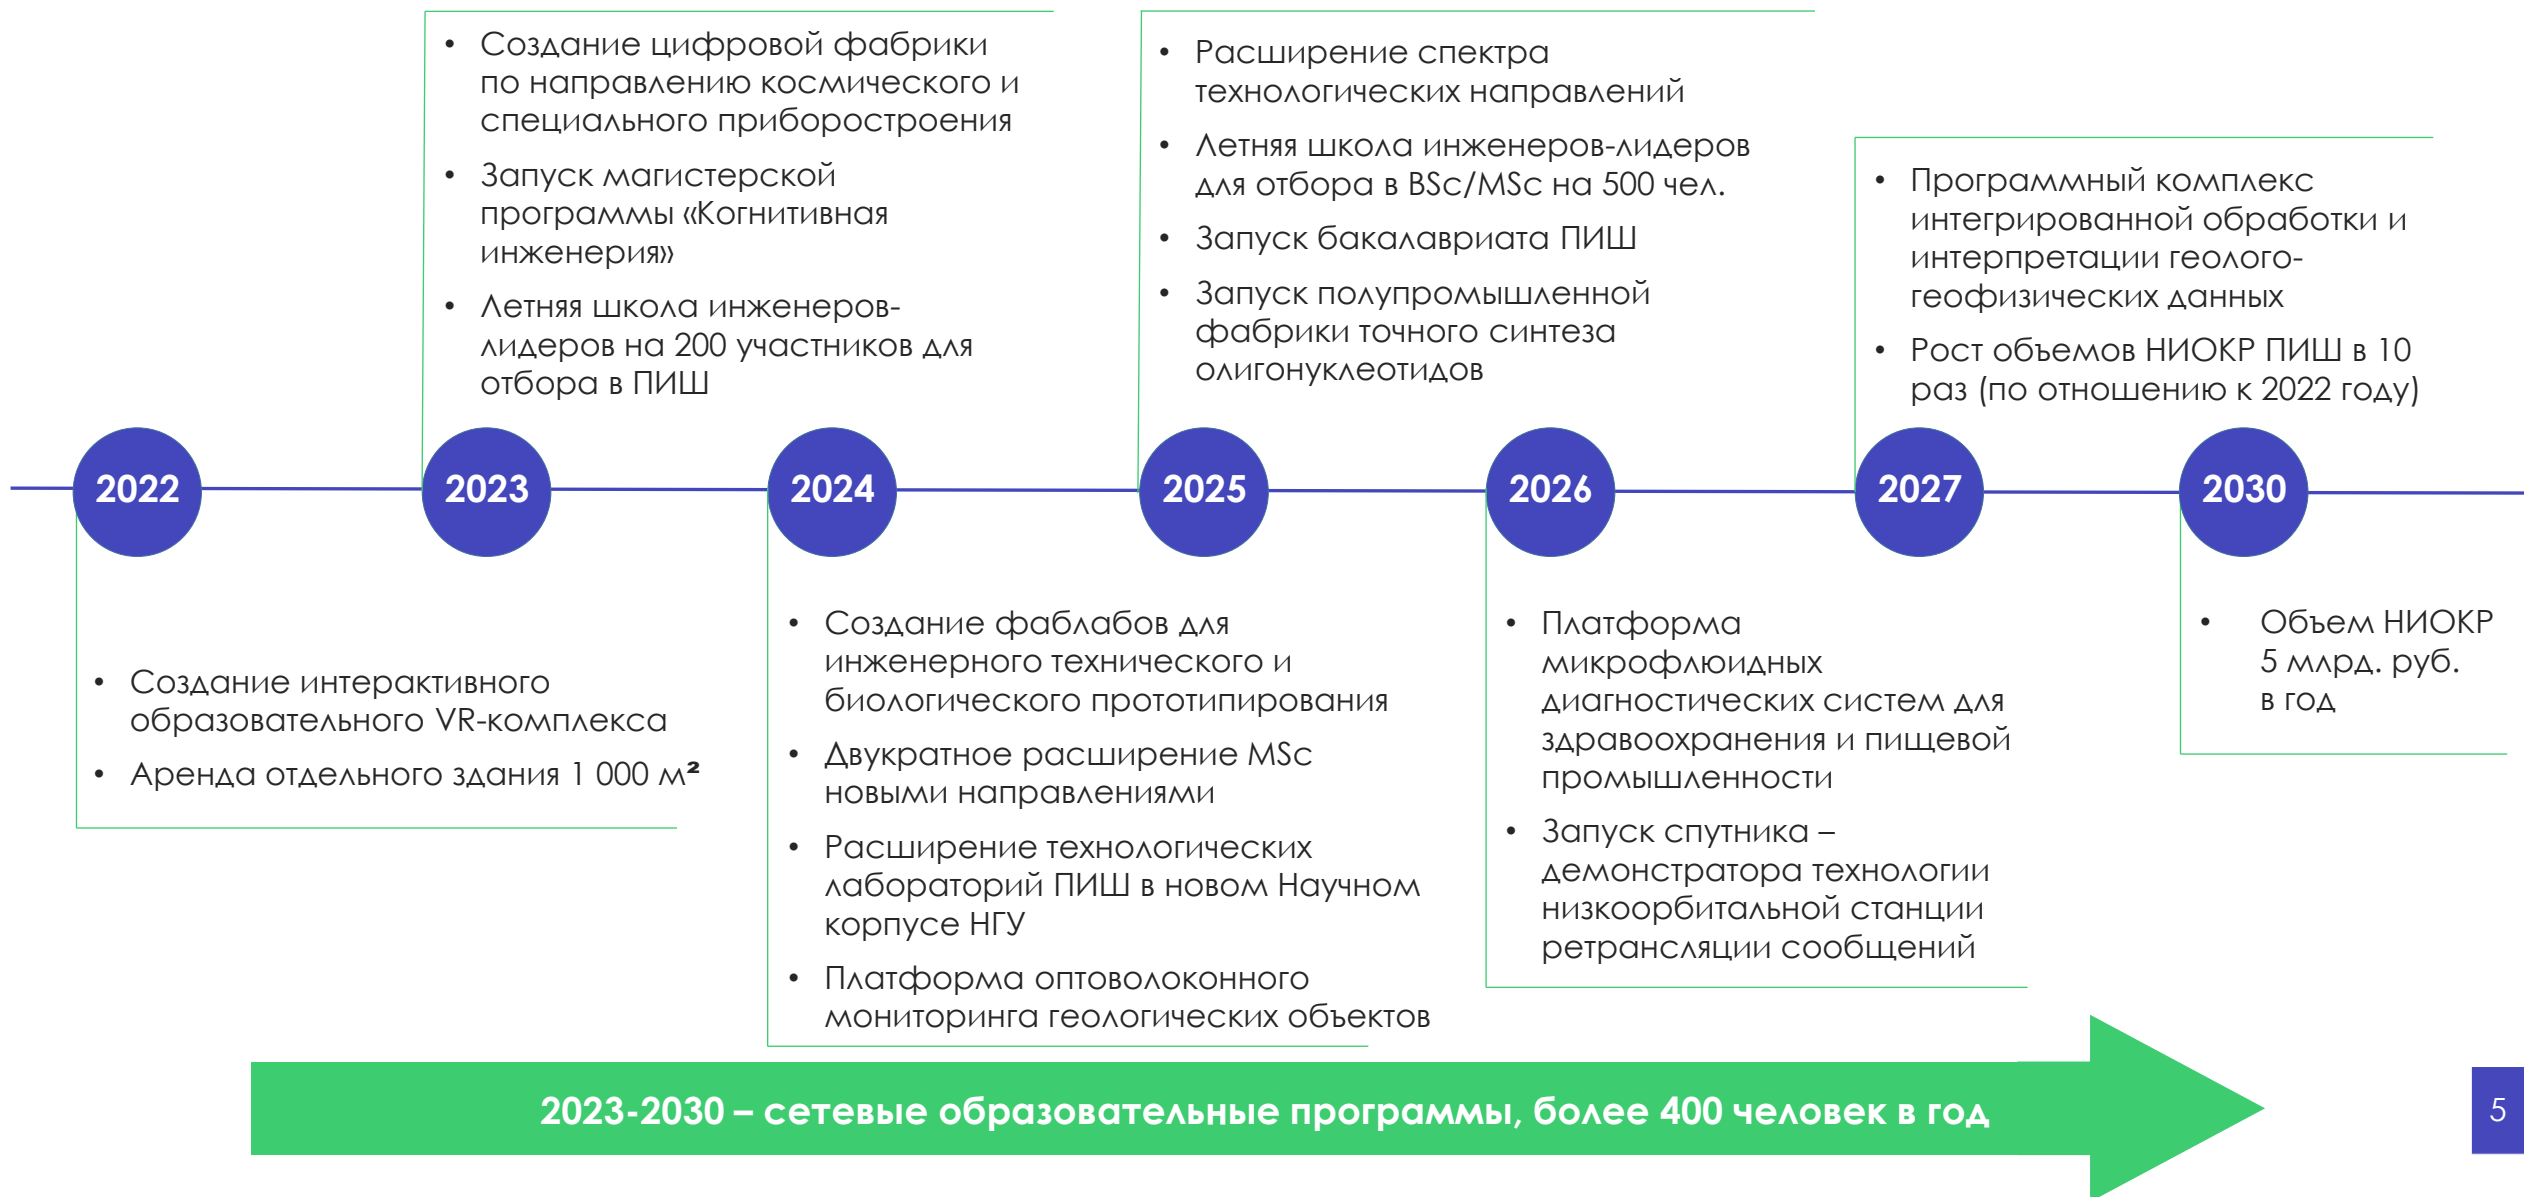 • Создание цифровой фабрики
по направлению космического и
специального приборостроения
• Запуск магистерской
программы «Когнитивная
инженерия»
• Летняя школа инженеров-
лидеров на 200 участников для
отбора в ПИШ
• Расширение спектра
технологических направлений
• Летняя школа инженеров-лидеров
для отбора в BSc/MSc на 500 чел.
• Запуск бакалавриата ПИШ
• Запуск полупромышленной
фабрики точного синтеза
олигонуклеотидов
• Программный комплекс
интегрированной обработки и
интерпретации геолого-
геофизических данных
• Рост объемов НИОКР ПИШ в 10
раз (по отношению к 2022 году)
2022
2023
2024
2025
2026
2027
2030
• Создание интерактивного
образовательного VR-комплекса
• Аренда отдельного здания 1 000 м²
• Создание фаблабов для
инженерного технического и
биологического прототипирования
• Двукратное расширение MSc
новыми направлениями
• Расширение технологических
лабораторий ПИШ в новом Научном
корпусе НГУ
• Платформа оптоволоконного
мониторинга геологических объектов
• Платформа
микрофлюидных
диагностических систем для
здравоохранения и пищевой
промышленности
• Запуск спутника –
демонстратора технологии
низкоорбитальной станции
ретрансляции сообщений
• Объем НИОКР
5 млрд. руб.
в год
2023-2030 – сетевые образовательные программы, более 400 человек в год
5